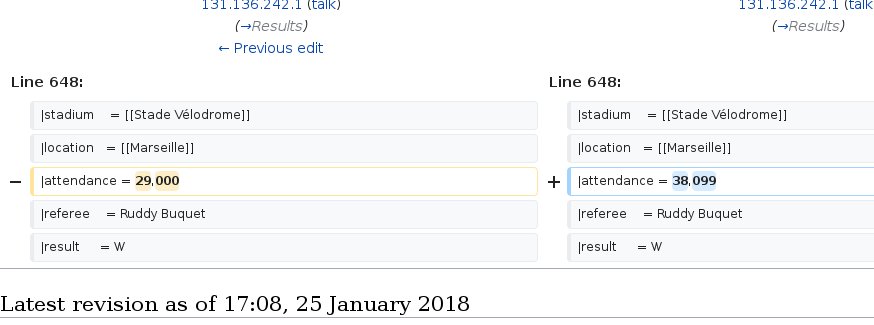 131.136.242.1 (talk) 131.136.242.1 (talk
(→Results) (→Results)
← Previous edit
Line 648: Line 648:
|stadium = [[Stade Vélodrome]] |stadium = [[Stade Vélodrome]]
|location = [[Marseille]] |location = [[Marseille]]
− |attendance = 29,000 + |attendance = 38,099
|referee = Ruddy Buquet |referee = Ruddy Buquet
|result = W |result = W
Latest revision as of 17:08, 25 January 2018